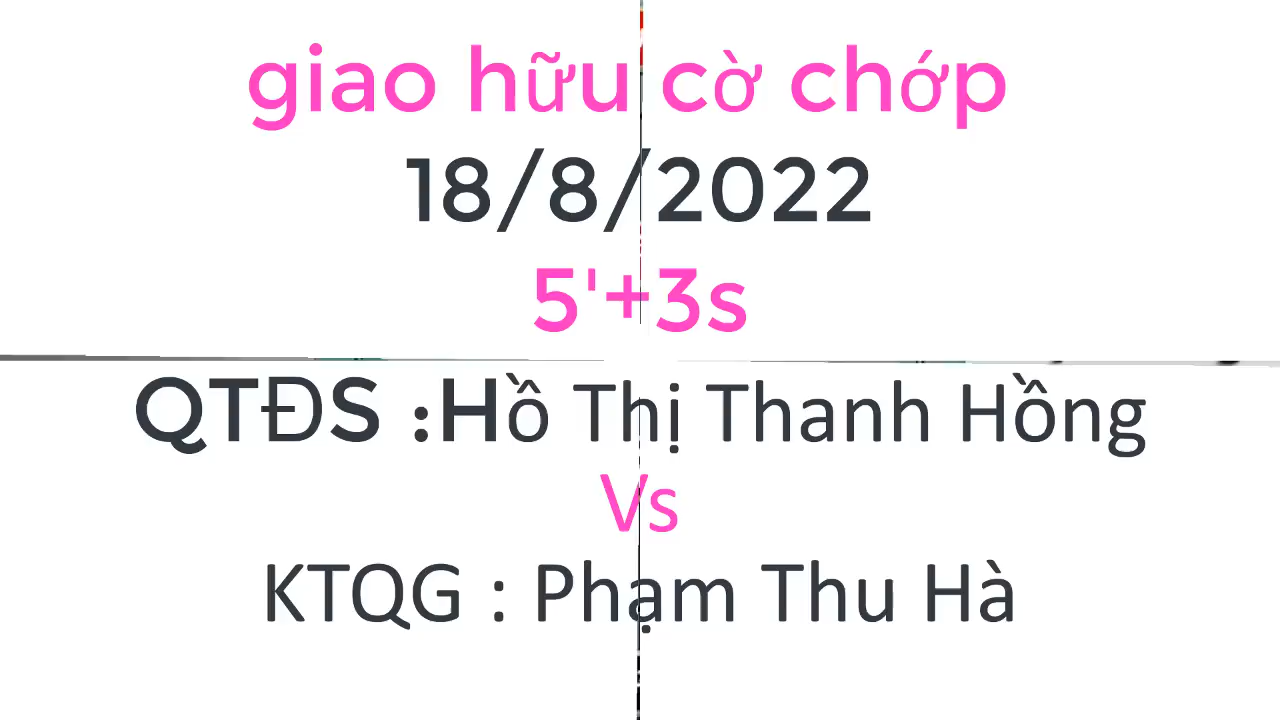 giao hữu cờ chớp
18/8/2022
5'+3s
QTĐS :Hồ Thị Thanh Hồng
Vs
KTQG : Phạm Thu Hà